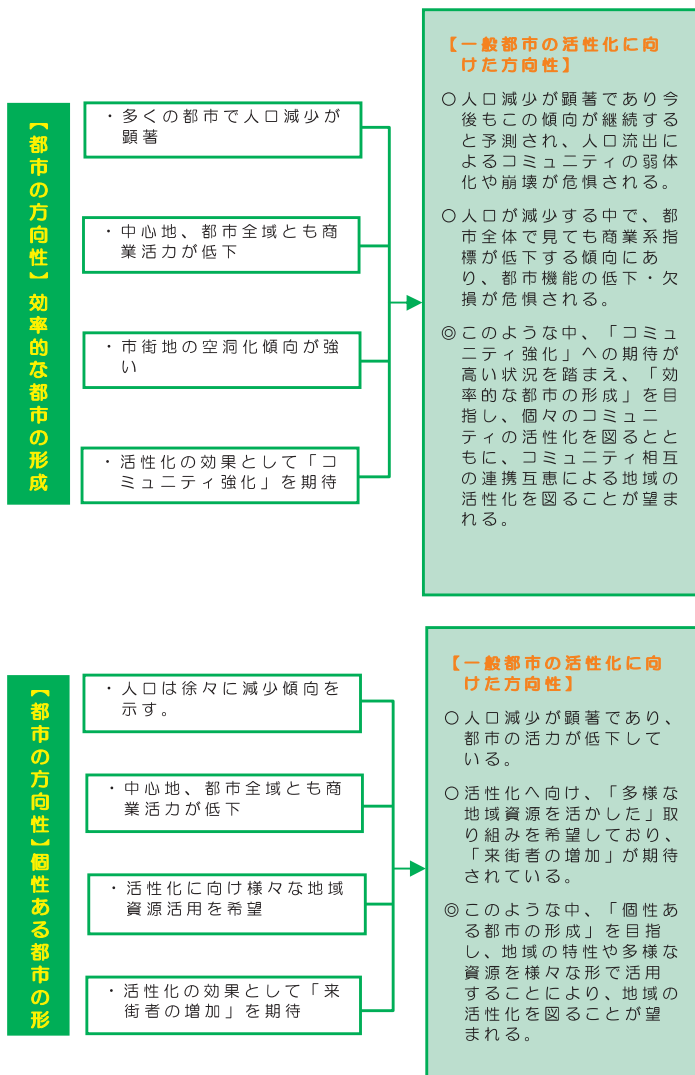 【都市の方向性】効率的な都市の形成
・多くの都市で人口減少が
顕著
・中心地、都市全域とも商
業活力が低下
・市街地の空洞化傾向が強
い
・活性化の効果として「コ
ミュニティ強化」を期待
【一般都市の活性化に向
けた方向性】
○人口減少が顕著であり今
後もこの傾向が継続する
と予測され、人口流出に
よるコミュニティの弱体
化や崩壊が危惧される。
○人口が減少する中で、都
市全体で見ても商業系指
標が低下する傾向にあ
り、都市機能の低下・欠
損が危惧される。
◎このような中、「コミュ
ニティ強化」への期待が
高い状況を踏まえ、「効
率的な都市の形成」を目
指し、個々のコミュニ
ティの活性化を図るとと
もに、コミュニティ相互
の連携互恵による地域の
活性化を図ることが望ま
れる。
【都市の方向性】個性ある都市の形
・人口は徐々に減少傾向を
示す。
・中心地、都市全域とも商
業活力が低下
・活性化に向け様々な地域
資源活用を希望
・活性化の効果として「来
街者の増加」を期待
【一般都市の活性化に向
けた方向性】
○人口減少が顕著であり、
都市の活力が低下して
いる。
○活性化へ向け、「多様な
地域資源を活かした」取
り組みを希望しており、
「来街者の増加」が期待
されている。
◎このような中、「個性あ
る都市の形成」を目指
し、地域の特性や多様な
資源を様々な形で活用
することにより、地域の
活性化を図ることが望
まれる。